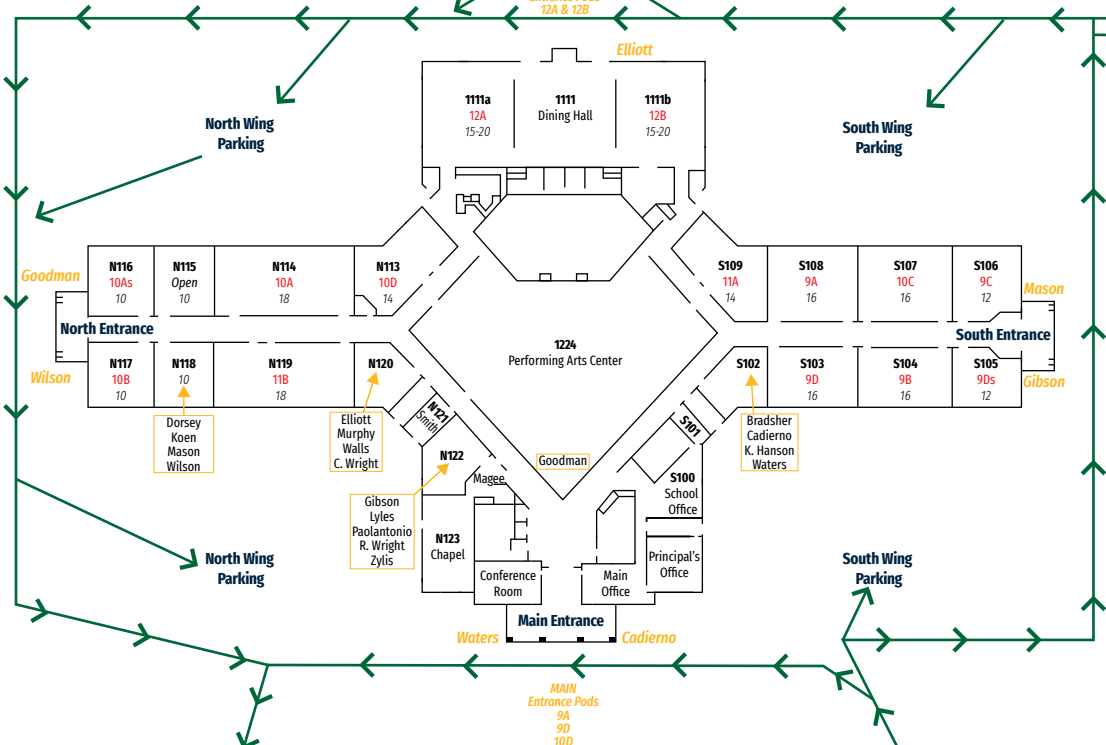 12A & 12B
Elliott
1111a
12A
15-20
1111
Dining Hall
1111b
12B
15-20
North Wing
Parking
South Wing
Parking
Goodman
N116
10As
10
N115
Open
10
N114
10A
18
N113
10D
14
S109
11A
14
S108
9A
16
S107
10C
16
S106
9C
12
Mason
North Entrance
1224
Performing Arts Center
South Entrance
Wilson
N117
10B
10
N118
10
N119
11B
18
N120
S102
S103
9D
16
S104
9B
16
S105
9Ds
12
Gibson
Dorsey
Koen
Mason
Wilson
Elliott
Murphy
Walls
C. Wright
N121
Smith
S101
Bradsher
Cadierno
K. Hanson
Waters
N122
Magee
Goodman
S100
School
Office
Gibson
Lyles
Paolantonio
R. Wright
Zylis
N123
Chapel
Conference
Room
Main
Office
Principal's
Office
North Wing
Parking
South Wing
Parking
Waters
Main Entrance
Cadierno
MAIN
Entrance Pods
9A
9D
10D